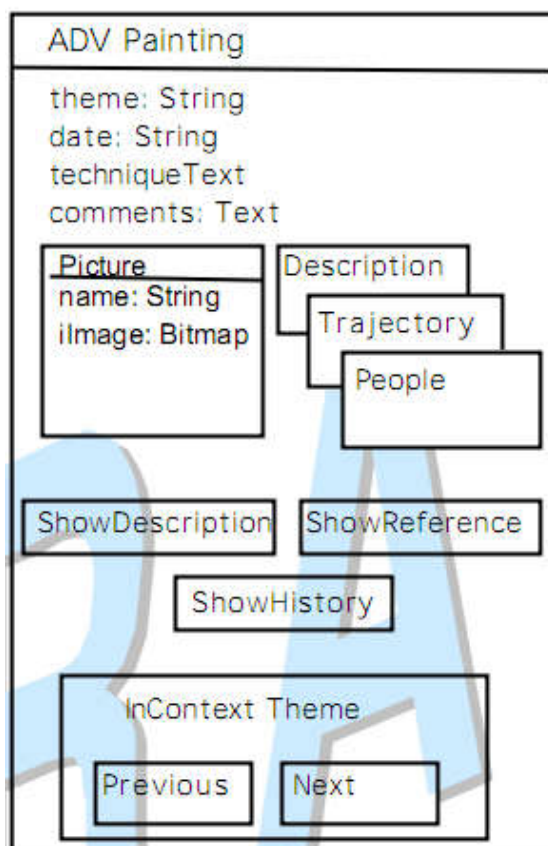 ADV Painting
theme: String
date: String
techniqueText
comments: Text
Picture
name: String
iImage: Bitmap
Description
Trajectory
People
ShowDescription
ShowReference
ShowHistory
InContext Theme
Previous
Next